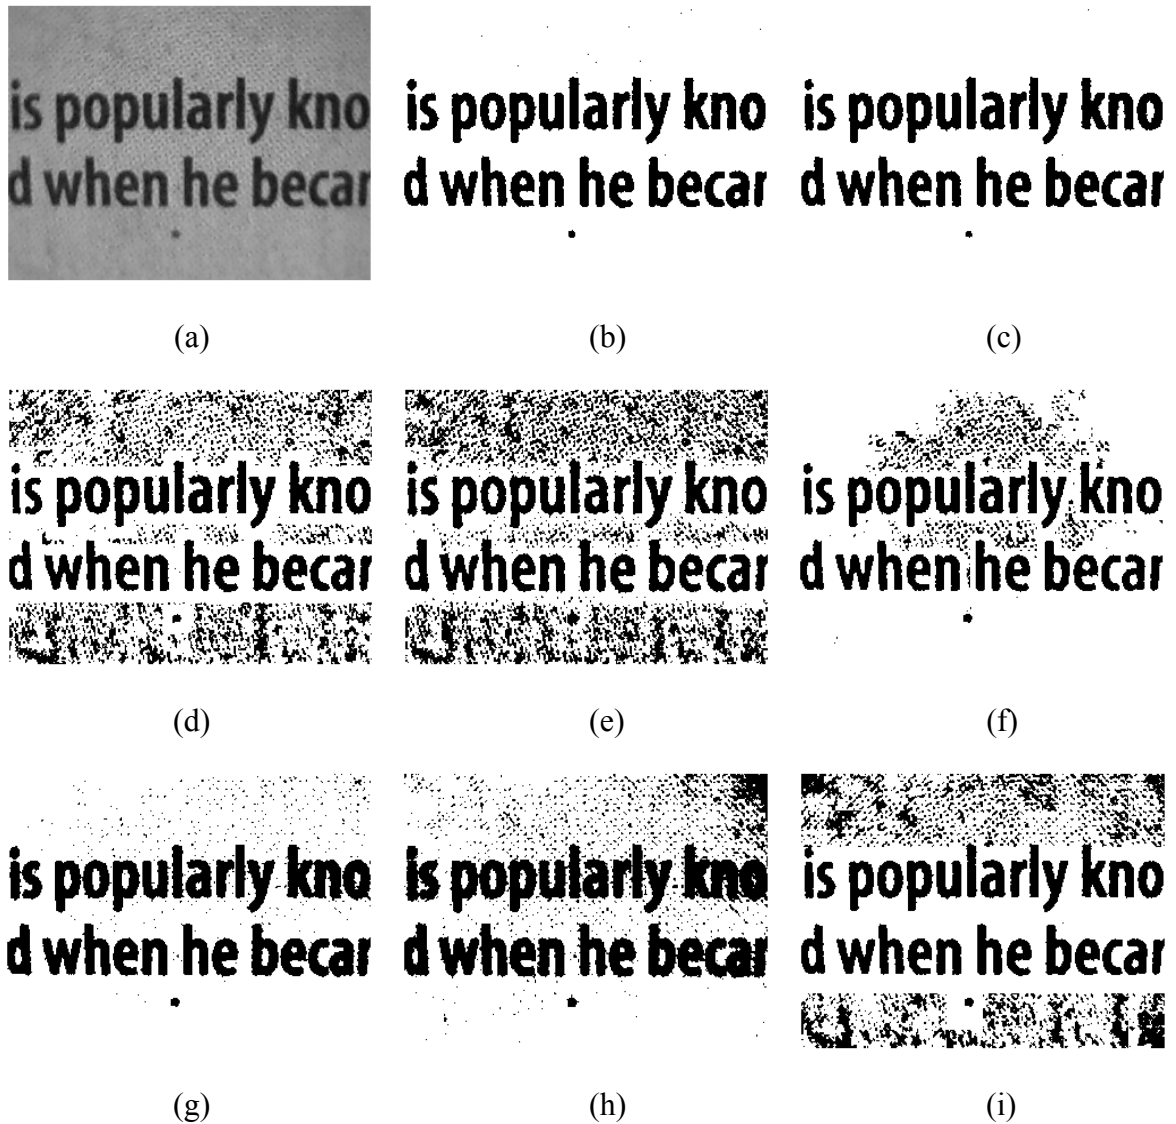 is popularly kno is popularly kno is popularly kno
d when he becar d when he becar d when he becar
(a) (b) (c)
is popularly kno is popularly kno is popularly kno
d when he becar d when he becar d when he becar
(d) (e) (f)
is popularly kno is popularly kno is popularly kno
d when he becar d when he becar d when he becar
(g) (h) (i)